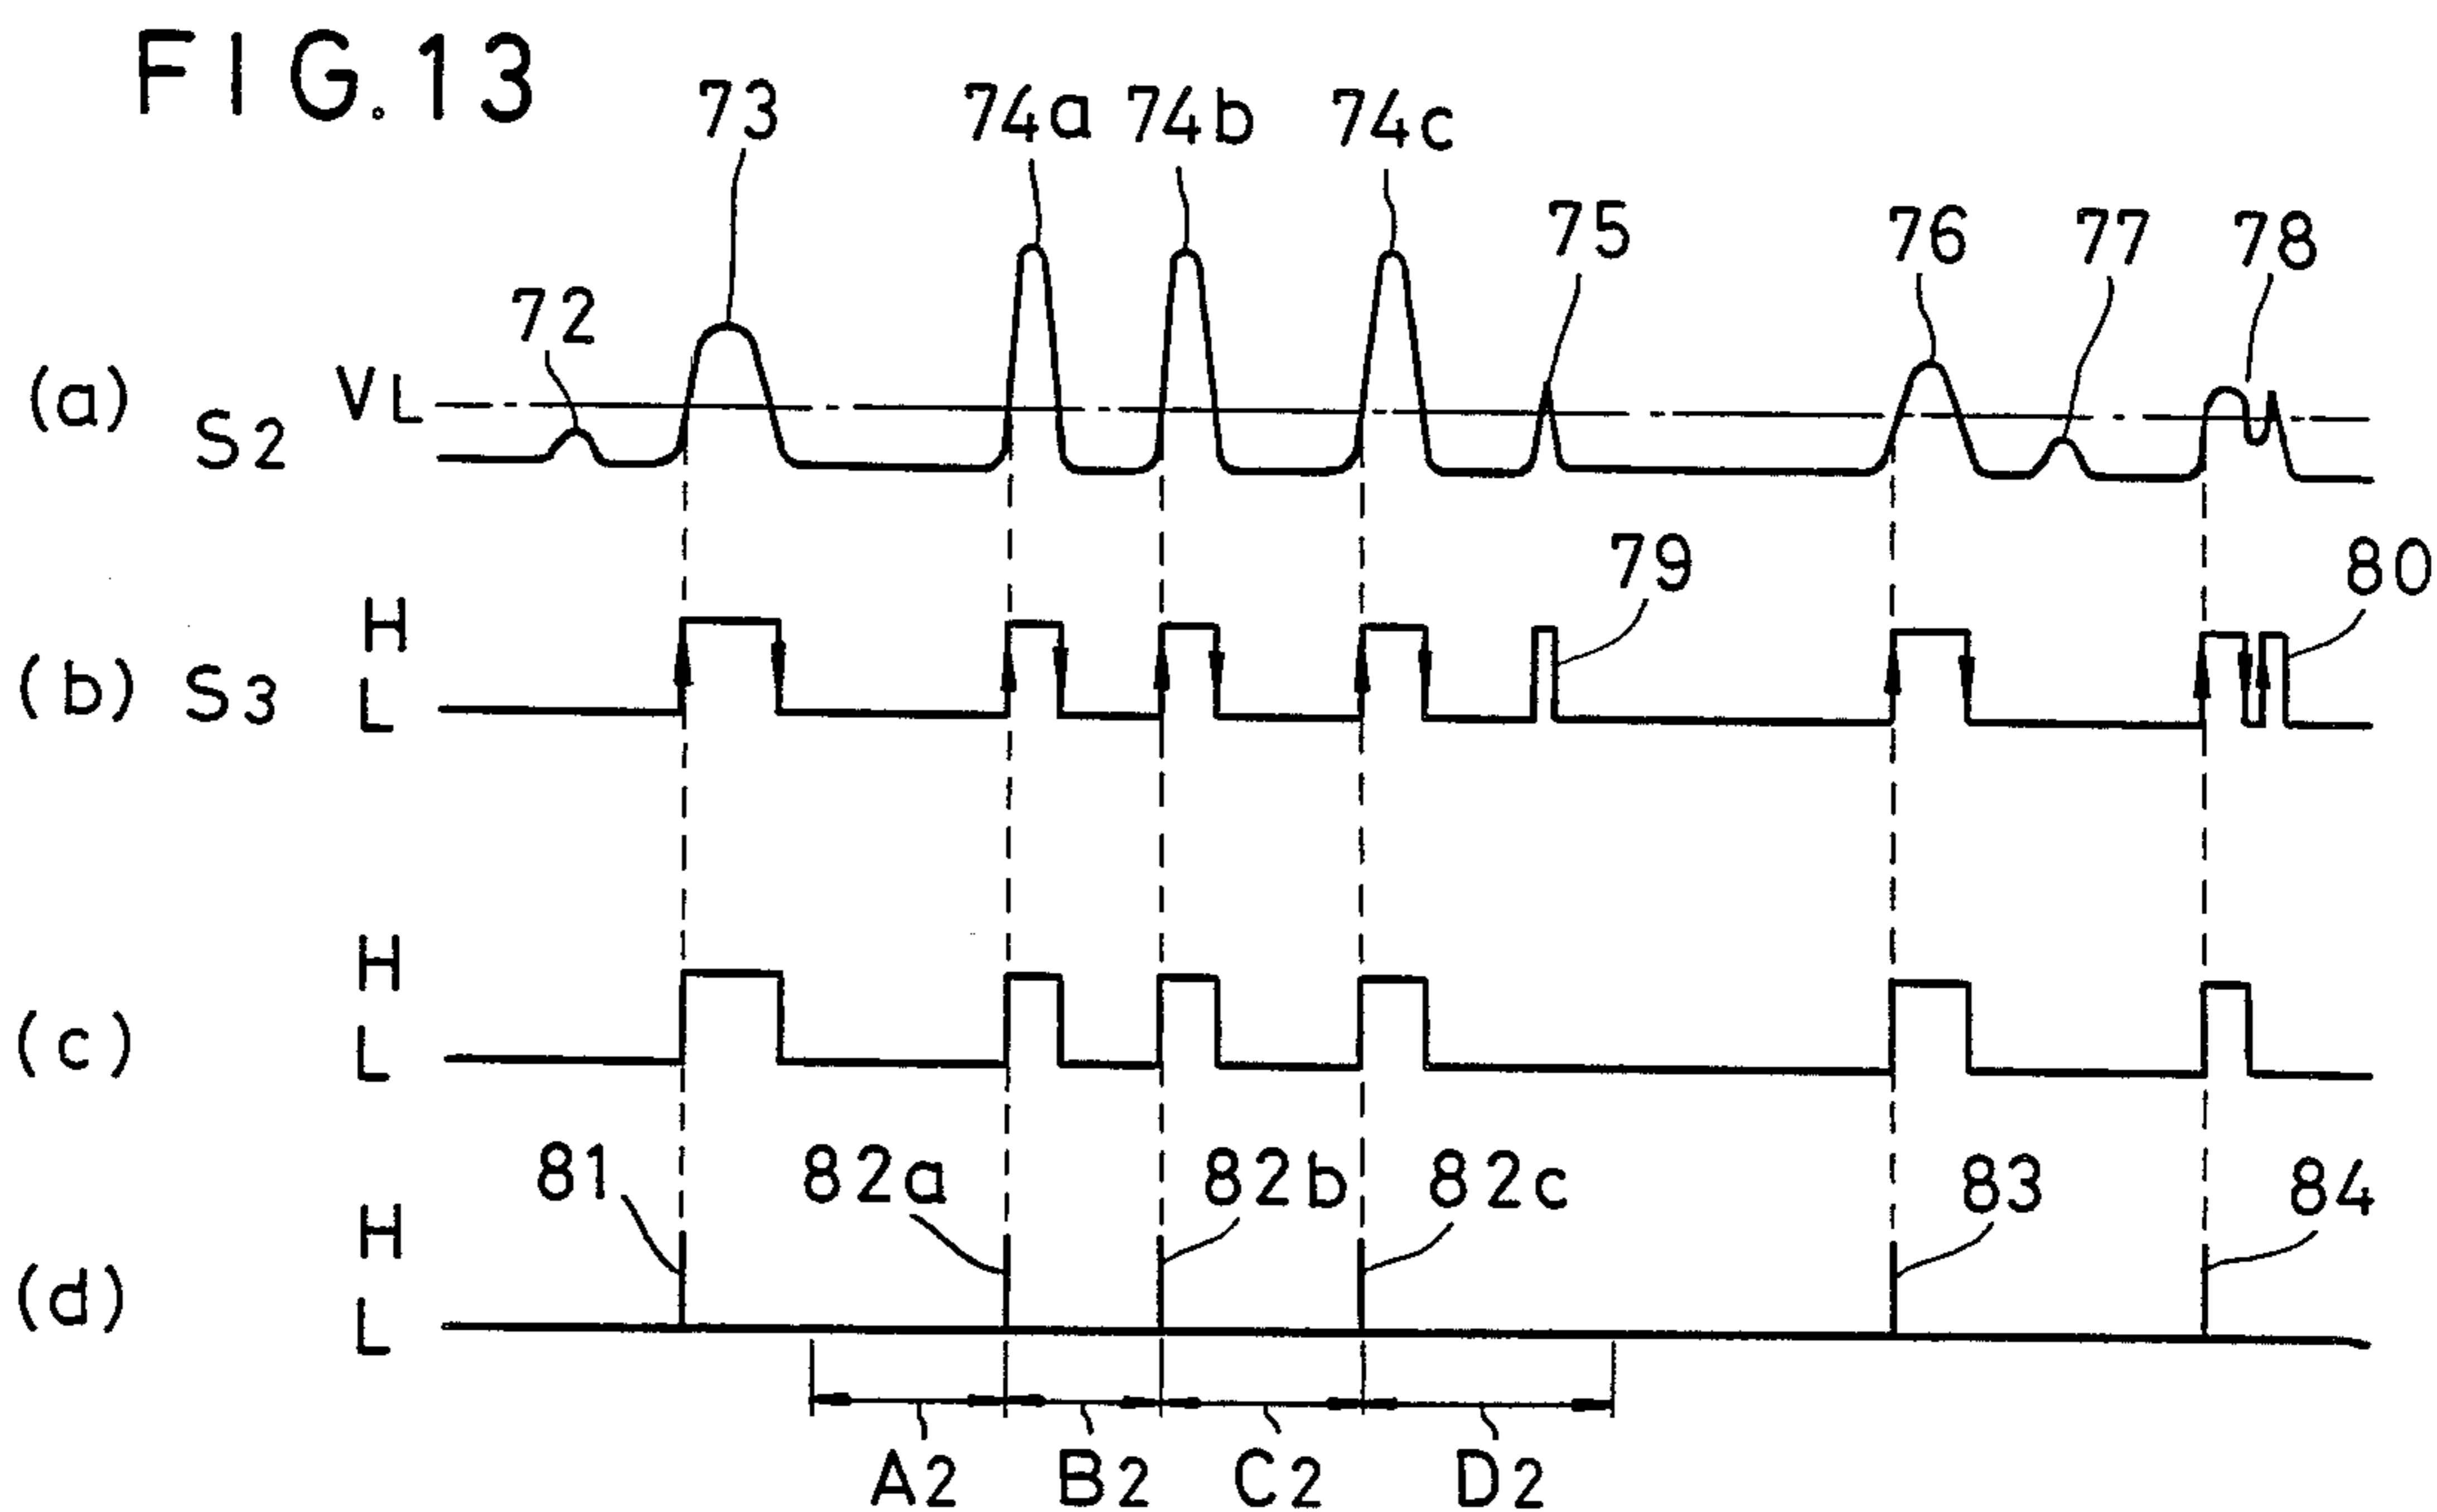 FIG.13
73 74a 74b 74c
75 76 77 78
72
(a) S2 VL
79 80
(b) S3 H L
(c) H L
81 82a 82b 82c 83 84
(d) H L
A2 B2 C2 D2